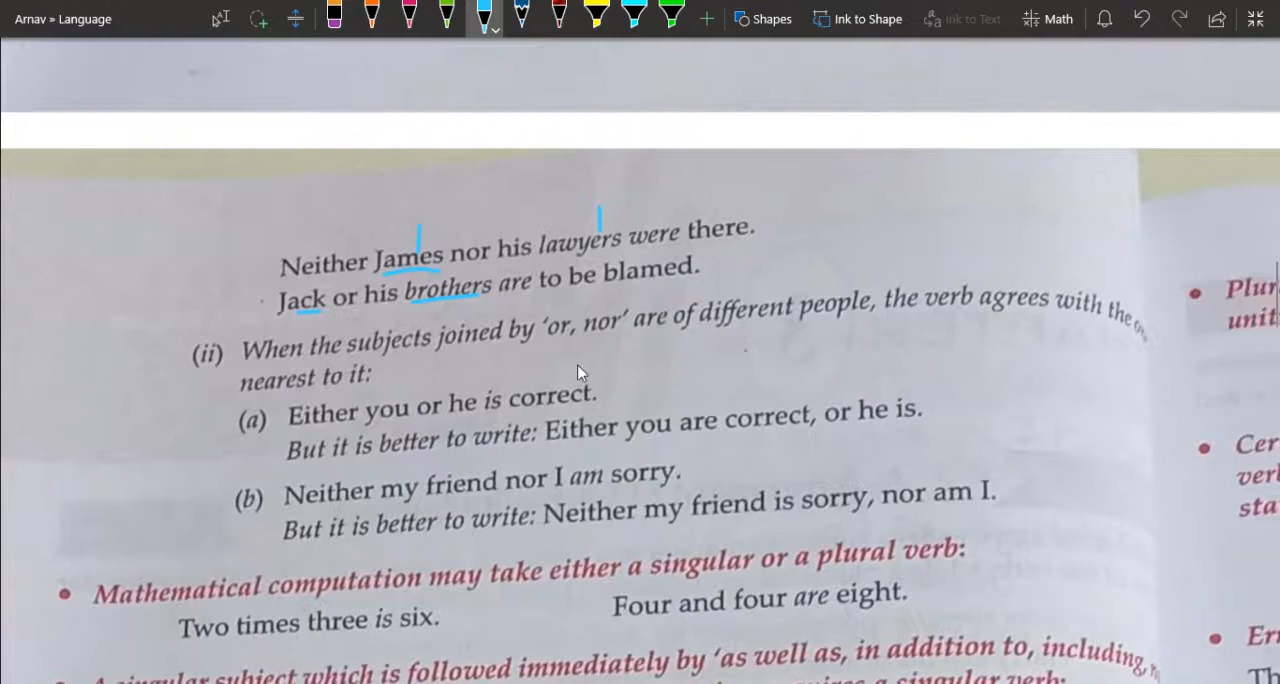 Arnav » Language
Shapes
Ink to Shape
Ink to Text
Math
Neither James nor his lawyers were there.
Jack or his brothers are to be blamed.
(ii) When the subjects joined by ‘or, nor’ are of different people, the verb agrees with the
nearest to it:
(a) Either you or he is correct.
But it is better to write: Either you are correct, or he is.
(b) Neither my friend nor I am sorry.
But it is better to write: Neither my friend is sorry, nor am I.
• Mathematical computation may take either a singular or a plural verb:
Two times three is six. Four and four are eight.
A singular subject which is followed immediately by ‘as well as, in addition to, including,
a singular verb:
• Plur
unit
• Cer
verb
sta
• Err
Th